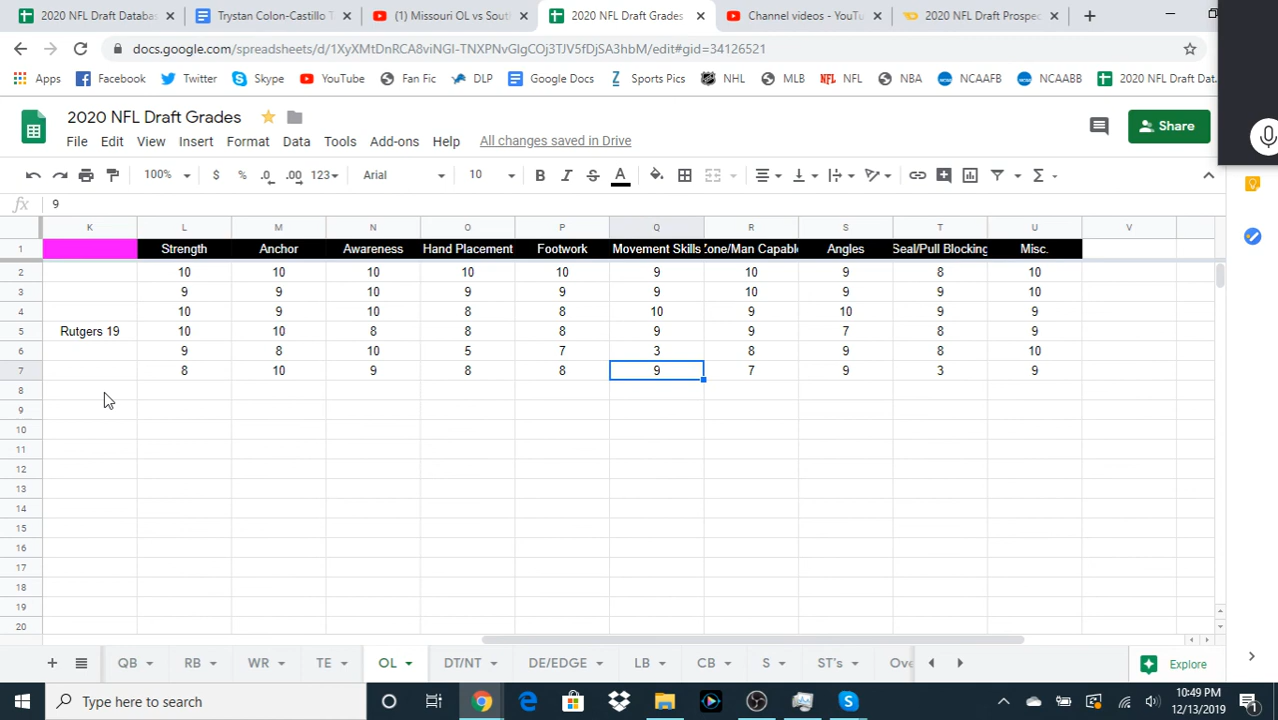 2020 NFL Draft Databas Trystan Colon-Castillo T (1) Missouri OL vs Sout 2020 NFL Draft Grades Channel videos - YouTu 2020 NFL Draft Prospec
docs.google.com/spreadsheets/d/1XyXMtDnRCA8viNGI-TNXPNvGlgCOj3TJV5fDjSA3hbM/edit#gid=34126521
Apps Facebook Twitter Skype YouTube Fan Fic DLP Google Docs Sports Pics NHL MLB NFL NBA NCAAFB NCAABB 2020 NFL Draft Dat
2020 NFL Draft Grades
File Edit View Insert Format Data Tools Add-ons Help All changes saved in Drive
Share
100% $ % .0 .00 123 Arial 10 B I S A
fx 9
K L M N O P Q R S T U V
1 Strength Anchor Awareness Hand Placement Footwork Movement Skills Zone/Man Capable Angles Seal/Pull Blocking Misc.
2 10 10 10 10 10 9 10 9 8 10
3 9 9 10 9 9 9 10 9 9 10
4 10 9 10 8 8 10 9 10 9 9
5 Rutgers 19 10 10 8 8 8 9 9 7 8 9
6 9 8 10 5 7 3 8 9 8 10
7 8 10 9 8 8 9 7 9 3 9
8
9
10
11
12
13
14
15
16
17
18
19
20
QB RB WR TE OL DT/NT DE/EDGE LB CB S ST's Ove Explore
Type here to search
10:49 PM
12/13/2019
1